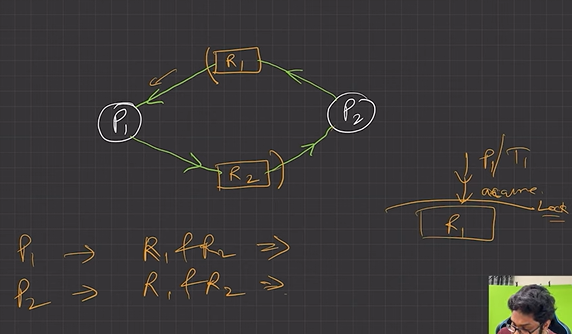 R1
P1
P2
R2
P1/T1
acquire
Lock
R1
P1 → R1 & R2 ⇒
P2 → R1 & R2 ⇒